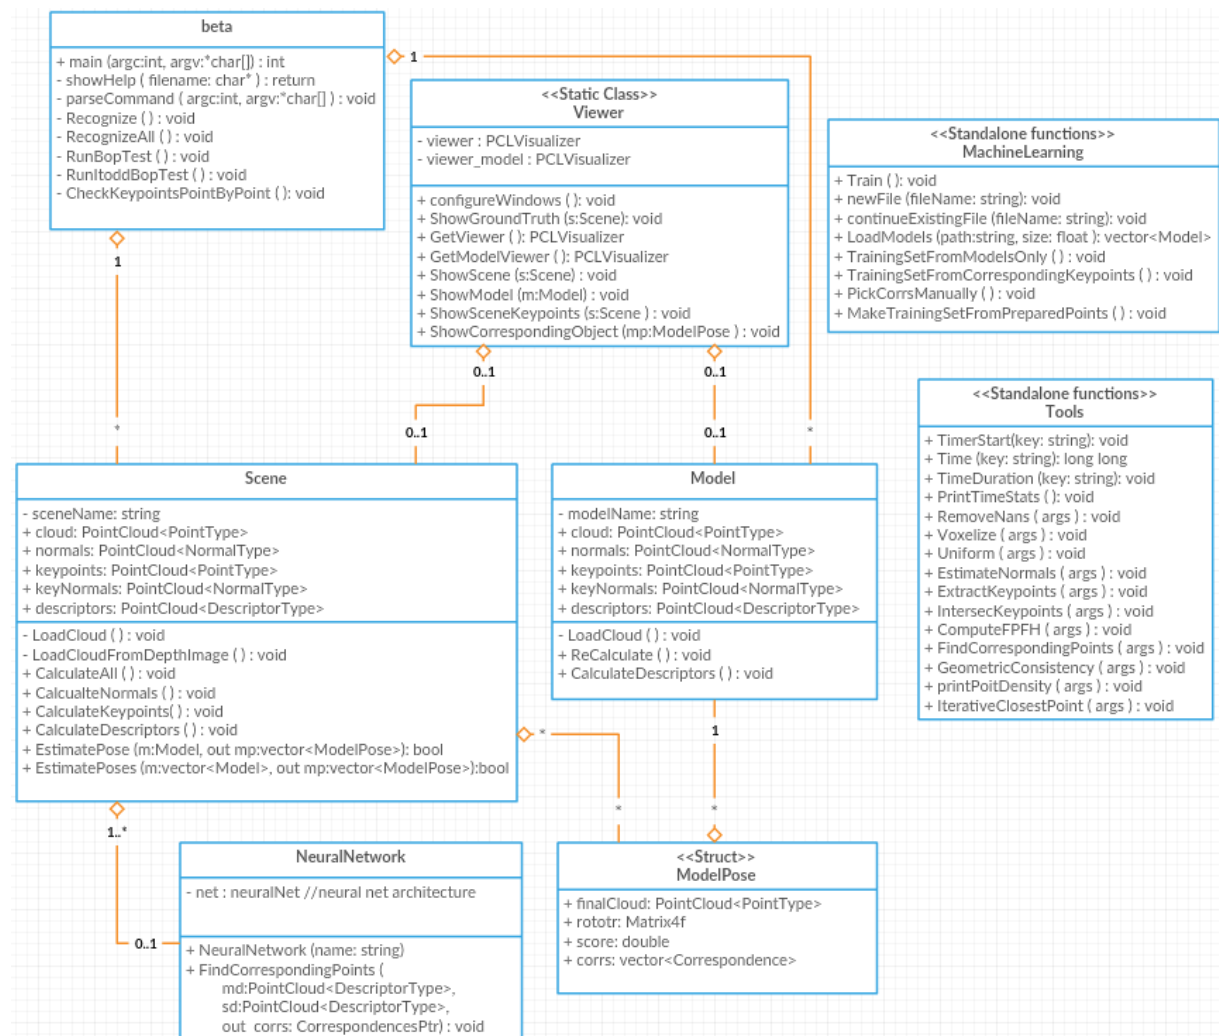 beta
+ main (argc:int, argv:*char[]) : int
- showHelp ( filename: char* ) : return
- parseCommand ( argc:int, argv:*char[] ) : void
- Recognize ( ) : void
- RecognizeAll ( ) : void
- RunBopTest ( ) : void
- RunItoddBopTest ( ) : void
- CheckKeypointsPointByPoint ( ): void
1
1
*
*
<<Static Class>>
Viewer
- viewer : PCLVisualizer
- viewer_model : PCLVisualizer
+ configureWindows ( ): void
+ ShowGroundTruth (s:Scene): void
+ GetViewer ( ): PCLVisualizer
+ GetModelViewer ( ): PCLVisualizer
+ ShowScene (s:Scene) : void
+ ShowModel (m:Model) : void
+ ShowSceneKeypoints (s:Scene ) : void
+ ShowCorrespondingObject (mp:ModelPose ) : void
0..1
0..1
0..1
0..1
<<Standalone functions>>
MachineLearning
+ Train ( ): void
+ newFile (fileName: string): void
+ continueExistingFile (fileName: string): void
+ LoadModels (path:string, size: float ): vector<Model>
+ TrainingSetFromModelsOnly ( ) : void
+ TrainingSetFromCorrespondingKeypoints ( ) : void
+ PickCorrsManually ( ) : void
+ MakeTrainingSetFromPreparedPoints ( ) : void
<<Standalone functions>>
Tools
+ TimerStart(key: string): void
+ Time (key: string): long long
+ TimeDuration (key: string): void
+ PrintTimeStats ( ): void
+ RemoveNans ( args ) : void
+ Voxelize ( args ) : void
+ Uniform ( args ) : void
+ EstimateNormals ( args ) : void
+ ExtractKeypoints ( args ) : void
+ IntersecKeypoints ( args ) : void
+ ComputeFPFH ( args ) : void
+ FindCorrespondingPoints ( args ) : void
+ GeometricConsistency ( args ) : void
+ printPoitDensity ( args ) : void
+ IterativeClosestPoint ( args ) : void
Scene
- sceneName: string
+ cloud: PointCloud<PointType>
+ normals: PointCloud<NormalType>
+ keypoints: PointCloud<PointType>
+ keyNormals: PointCloud<NormalType>
+ descriptors: PointCloud<DescriptorType>
- LoadCloud ( ) : void
- LoadCloudFromDepthImage ( ) : void
+ CalculateAll ( ) : void
+ CalcualteNormals ( ) : void
+ CalculateKeypoints( ) : void
+ CalculateDescriptors ( ) : void
+ EstimatePose (m:Model, out mp:vector<ModelPose>): bool
+ EstimatePoses (m:vector<Model>, out mp:vector<ModelPose>):bool
Model
- modelName: string
+ cloud: PointCloud<PointType>
+ normals: PointCloud<NormalType>
+ keypoints: PointCloud<PointType>
+ keyNormals: PointCloud<NormalType>
+ descriptors: PointCloud<DescriptorType>
- LoadCloud ( ) : void
+ ReCalculate ( ) : void
+ CalculateDescriptors ( ) : void
*
*
1
*
1..*
0..1
NeuralNetwork
- net : neuralNet //neural net architecture
+ NeuralNetwork (name: string)
+ FindCorrespondingPoints (
md:PointCloud<DescriptorType>,
sd:PointCloud<DescriptorType>,
out corrs: CorrespondencesPtr) : void
<<Struct>>
ModelPose
+ finalCloud: PointCloud<PointType>
+ rototr: Matrix4f
+ score: double
+ corrs: vector<Correspondence>